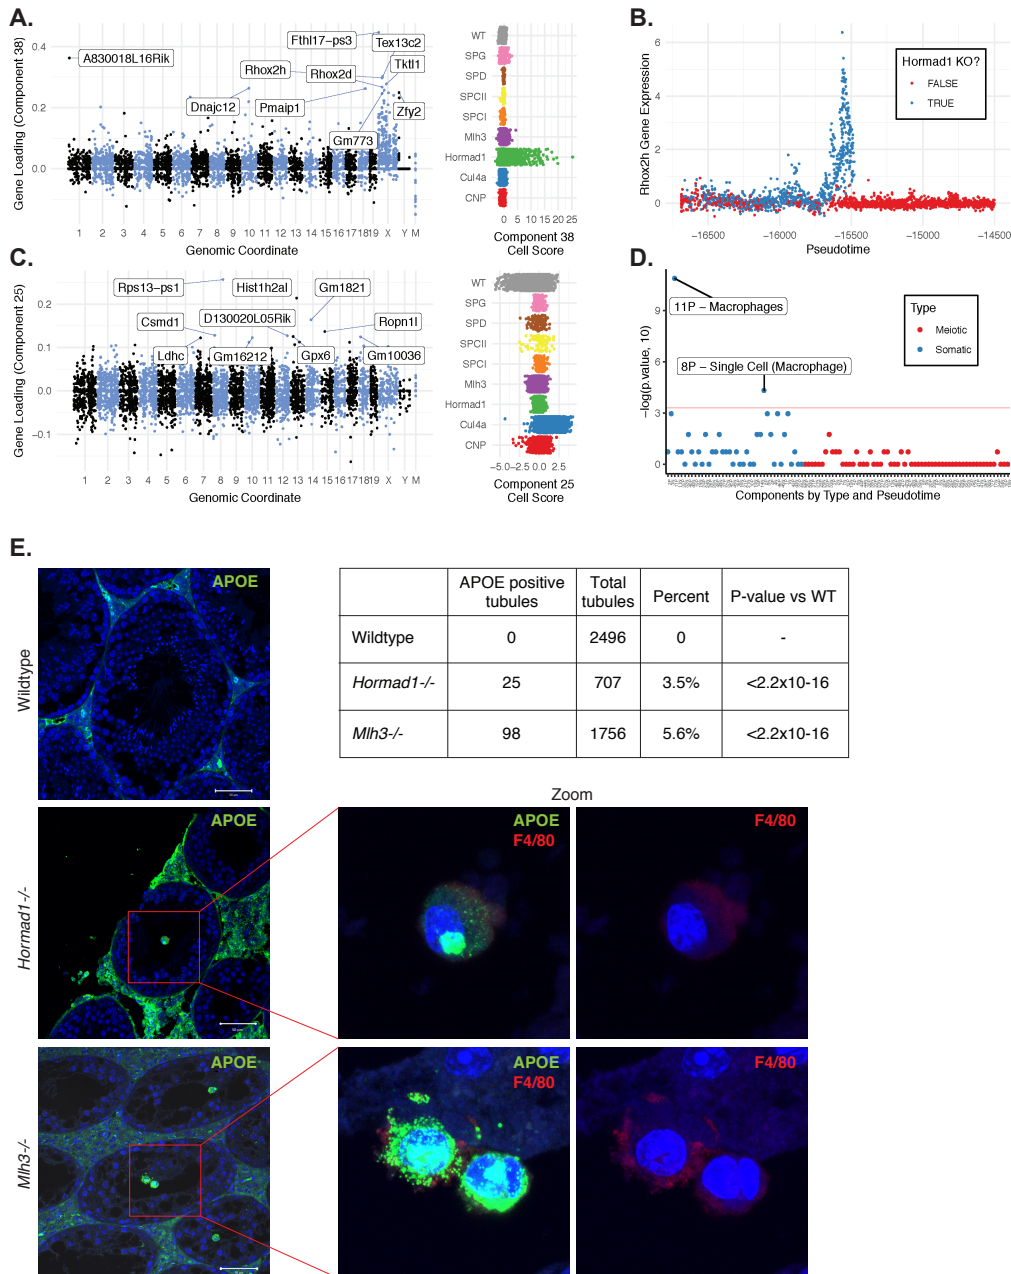 A.
Gene Loading (Component 38)
0.4
0.2
0.0
A830018L16Rik
Fthl17−ps3
Tex13c2
Rhox2h
Rhox2d
Tktl1
Dnajc12
Pmaip1
Zfy2
Gm773
1 2 3 4 5 6 7 8 9 10 11 12 13 14 15 16 17 18 19 X Y M
Genomic Coordinate
WT
SPG
SPD
SPCII
SPCI
Mlh3
Hormad1
Cul4a
CNP
0 5 10 15 20 25
Component 38
Cell Score
B.
Rhox2h Gene Expression
6
4
2
0
Hormad1 KO?
FALSE
TRUE
−16500 −16000 −15500 −15000 −14500
Pseudotime
C.
Gene Loading (Component 25)
0.2
0.1
0.0
−0.1
Rps13−ps1
Hist1h2al
Gm1821
Csmd1
D130020L05Rik
Ropn1l
Ldhc
Gm16212
Gpx6
Gm10036
1 2 3 4 5 6 7 8 9 10 11 12 13 14 15 16 17 18 19 X Y M
Genomic Coordinate
WT
SPG
SPD
SPCII
SPCI
Mlh3
Hormad1
Cul4a
CNP
−5.0 −2.5 0.0 2.5
Component 25
Cell Score
D.
−log(p.value, 10)
9
6
3
0
11P − Macrophages
8P − Single Cell (Macrophage)
Type
Meiotic
Somatic
Components by Type and Pseudotime
E.
APOE positive tubules Total tubules Percent P-value vs WT
Wildtype 0 2496 0 -
Hormad1-/- 25 707 3.5% <2.2x10-16
Mlh3-/- 98 1756 5.6% <2.2x10-16
Wildtype
APOE
Zoom
Hormad1-/-
APOE
APOE
F4/80
F4/80
Mlh3-/-
APOE
APOE
F4/80
F4/80